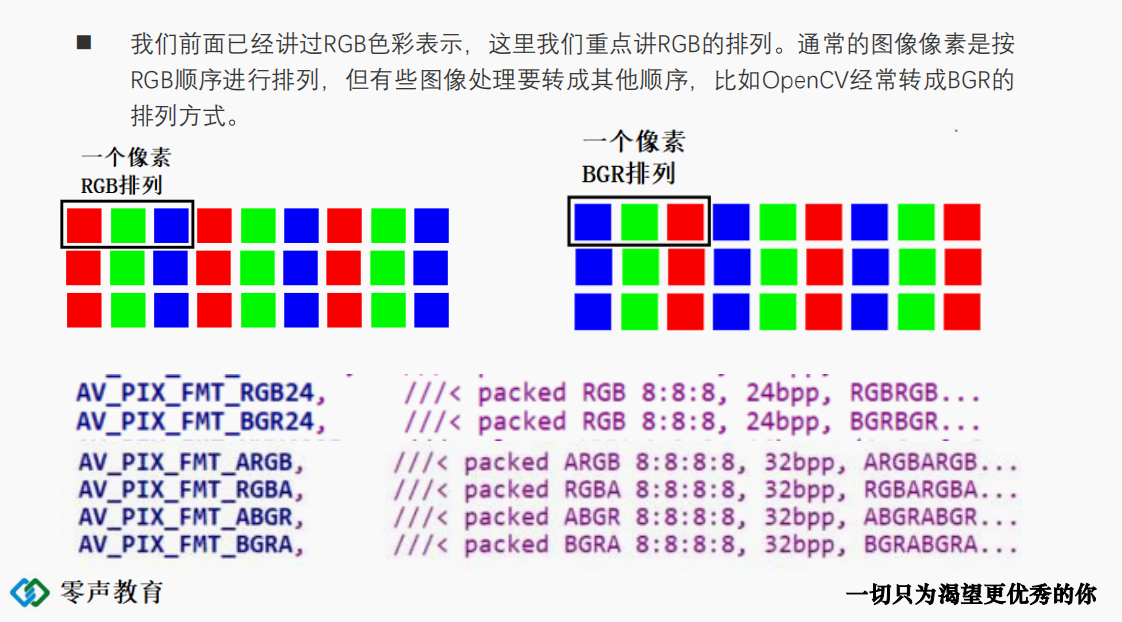 ■ 我们前面已经讲过RGB色彩表示，这里我们重点讲RGB的排列。通常的图像像素是按
RGB顺序进行排列，但有些图像处理要转成其他顺序，比如OpenCV经常转成BGR的
排列方式。
一个像素
RGB排列
一个像素
BGR排列
AV_PIX_FMT_RGB24, ///< packed RGB 8:8:8, 24bpp, RGBRGB...
AV_PIX_FMT_BGR24, ///< packed RGB 8:8:8, 24bpp, BGRBGR...
AV_PIX_FMT_ARGB, ///< packed ARGB 8:8:8:8, 32bpp, ARGBARGB...
AV_PIX_FMT_RGBA, ///< packed RGBA 8:8:8:8, 32bpp, RGBARGBA...
AV_PIX_FMT_ABGR, ///< packed ABGR 8:8:8:8, 32bpp, ABGRABGR...
AV_PIX_FMT_BGRA, ///< packed BGRA 8:8:8:8, 32bpp, BGRABGRA...
零声教育
一切只为渴望更优秀的你